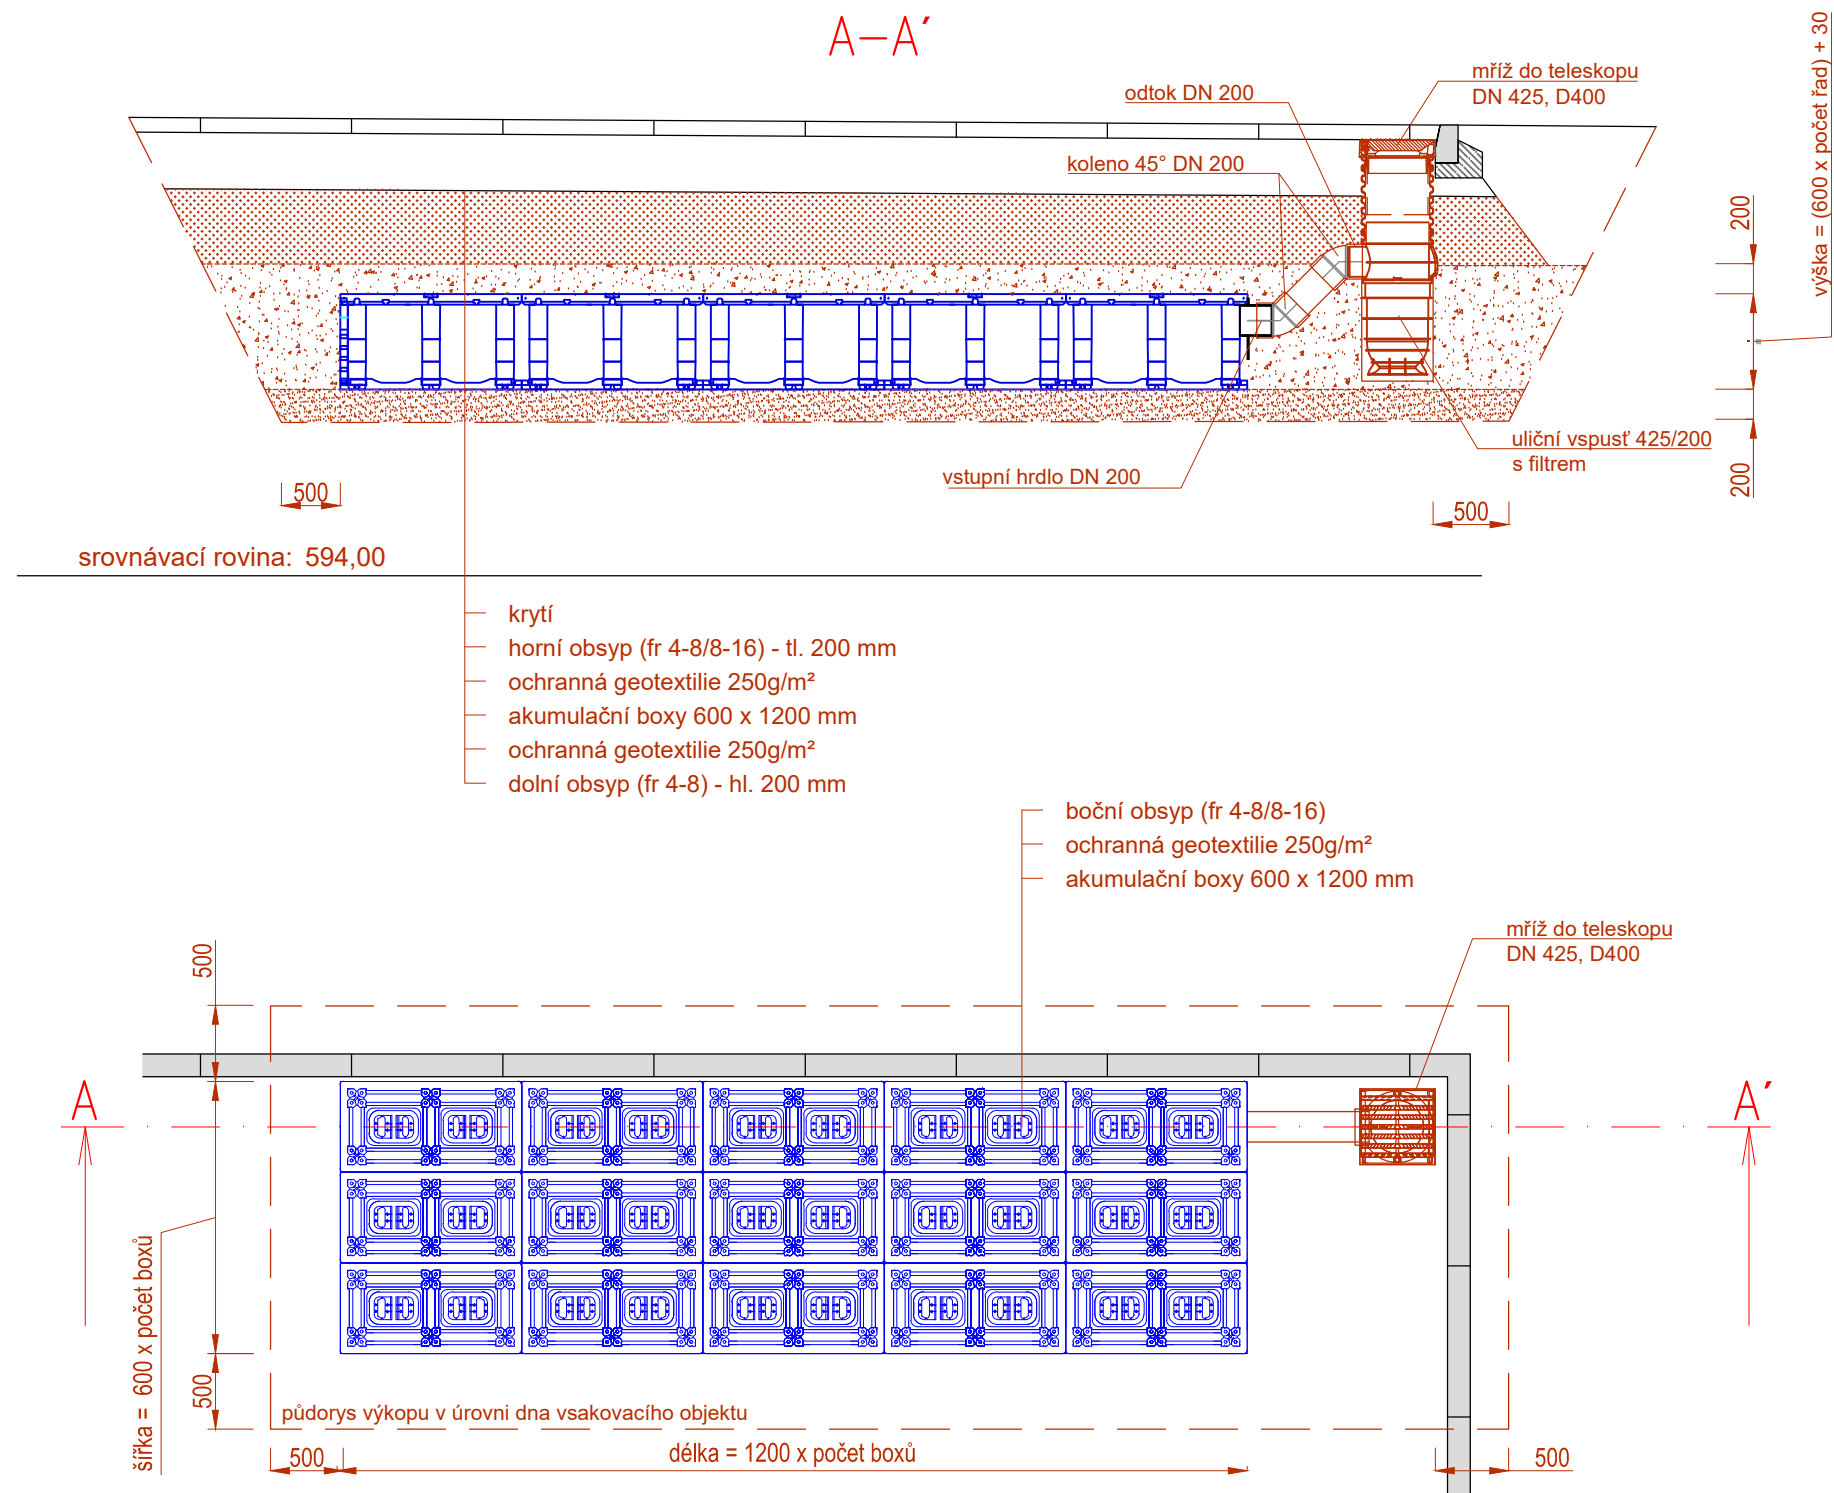 A–A´
mříž do teleskopu
DN 425, D400
odtok DN 200
koleno 45° DN 200
výška = (600 x počet řad) + 30
200
200
uliční vspusť 425/200
s filtrem
vstupní hrdlo DN 200
500
500
srovnávací rovina: 594,00
krytí
horní obsyp (fr 4-8/8-16) - tl. 200 mm
ochranná geotextilie 250g/m²
akumulační boxy 600 x 1200 mm
ochranná geotextilie 250g/m²
dolní obsyp (fr 4-8) - hl. 200 mm
boční obsyp (fr 4-8/8-16)
ochranná geotextilie 250g/m²
akumulační boxy 600 x 1200 mm
mříž do teleskopu
DN 425, D400
500
A
A´
šířka = 600 x počet boxů
500
půdorys výkopu v úrovni dna vsakovacího objektu
500
délka = 1200 x počet boxů
500